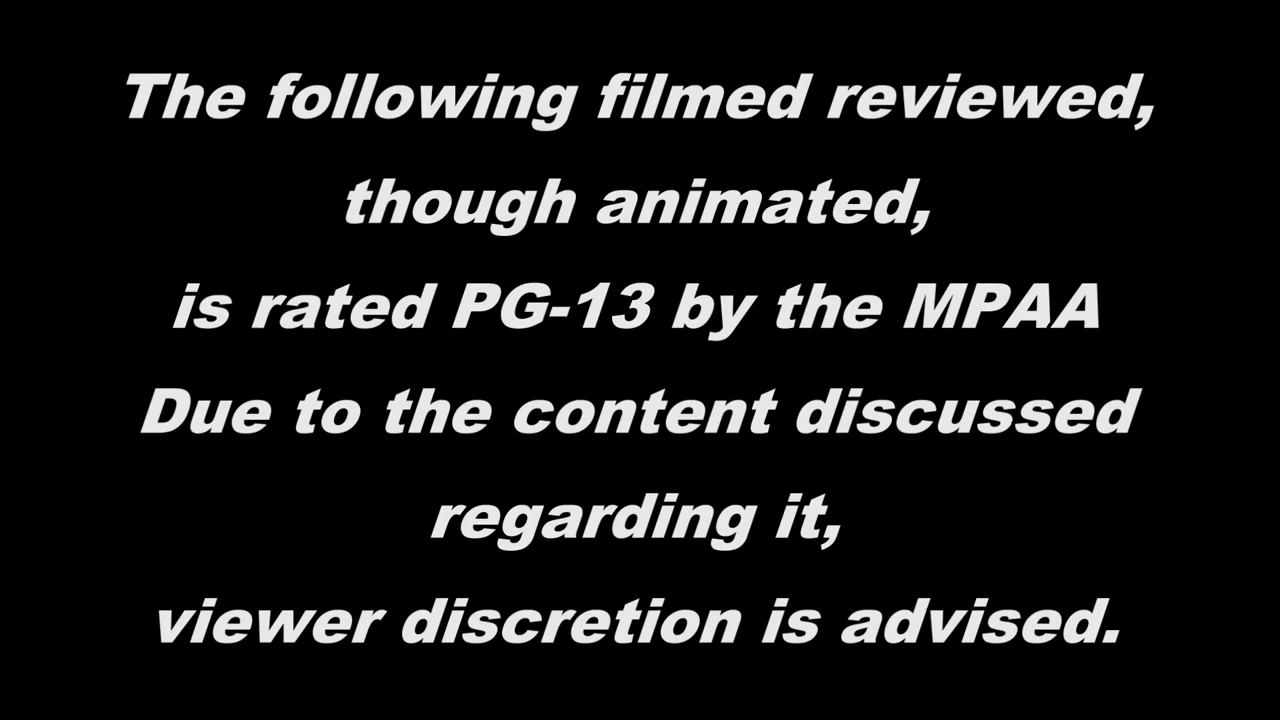 The following filmed reviewed,
though animated,
is rated PG-13 by the MPAA
Due to the content discussed
regarding it,
viewer discretion is advised.